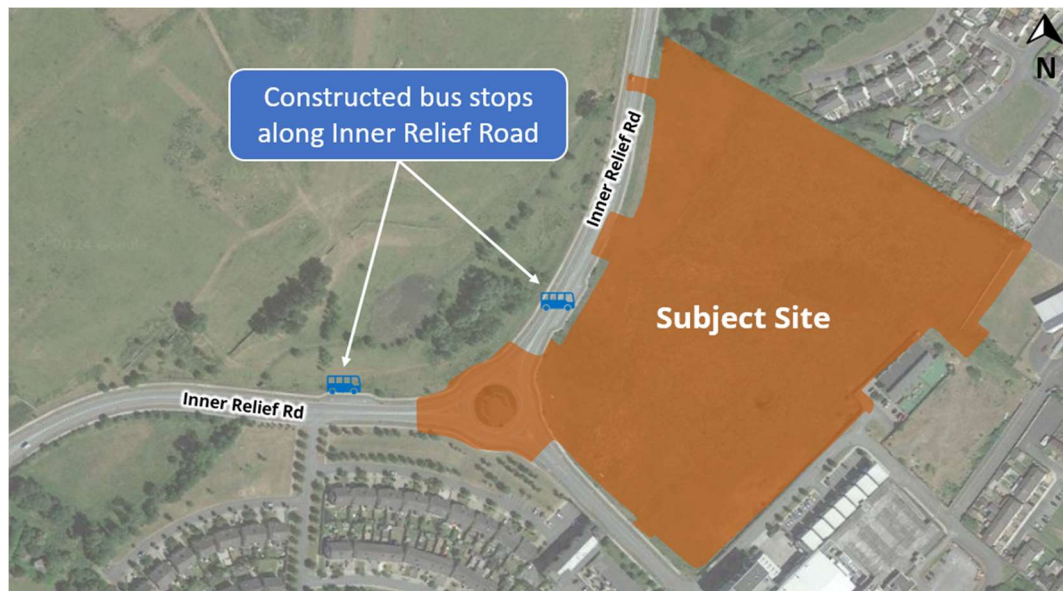 Constructed bus stops
along Inner Relief Road
N
Inner Relief Rd
Subject Site
Inner Relief Rd